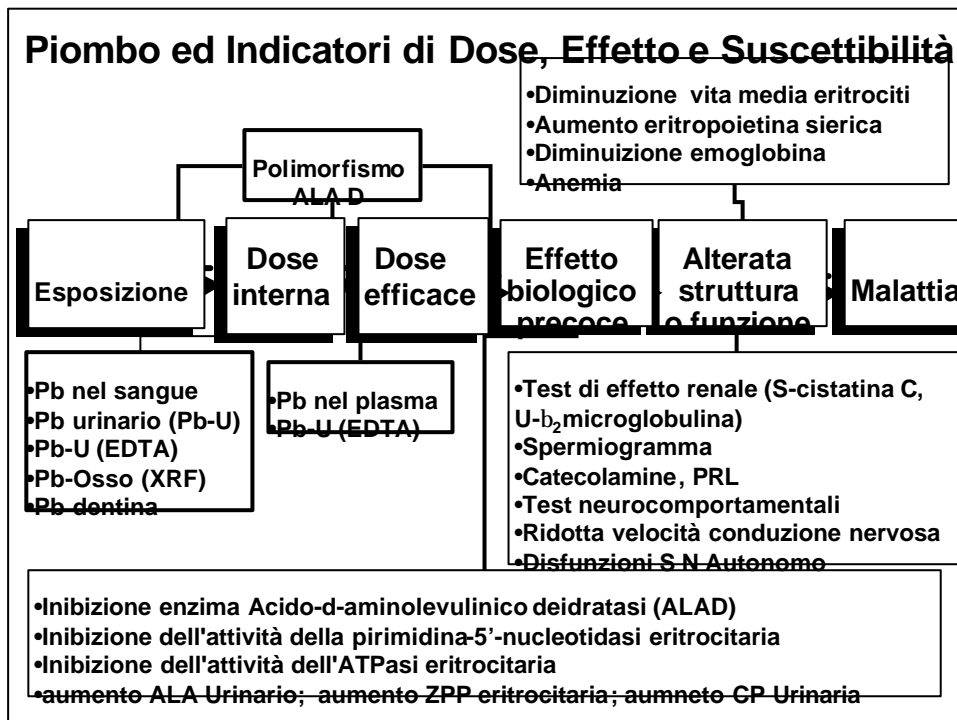 Piombo ed Indicatori di Dose, Effetto e Suscettibilità
•Diminuzione vita media eritrociti
•Aumento eritropoietina sierica
•Diminuizione emoglobina
•Anemia
Polimorfismo
ALA D
Esposizione
Dose
interna
Dose
efficace
Effetto
biologico
precoce
Alterata
struttura
o funzione
Malattia
•Pb nel sangue
•Pb urinario (Pb-U)
•Pb-U (EDTA)
•Pb-Osso (XRF)
•Pb dentina
•Pb nel plasma
•Pb-U (EDTA)
•Test di effetto renale (S-cistatina C,
U-b2microglobulina)
•Spermiogramma
•Catecolamine, PRL
•Test neurocomportamentali
•Ridotta velocità conduzione nervosa
•Disfunzioni S N Autonomo
•Inibizione enzima Acido-d-aminolevulinico deidratasi (ALAD)
•Inibizione dell'attività della pirimidina-5’-nucleotidasi eritrocitaria
•Inibizione dell'attività dell'ATPasi eritrocitaria
•aumento ALA Urinario; aumento ZPP eritrocitaria; aumneto CP Urinaria